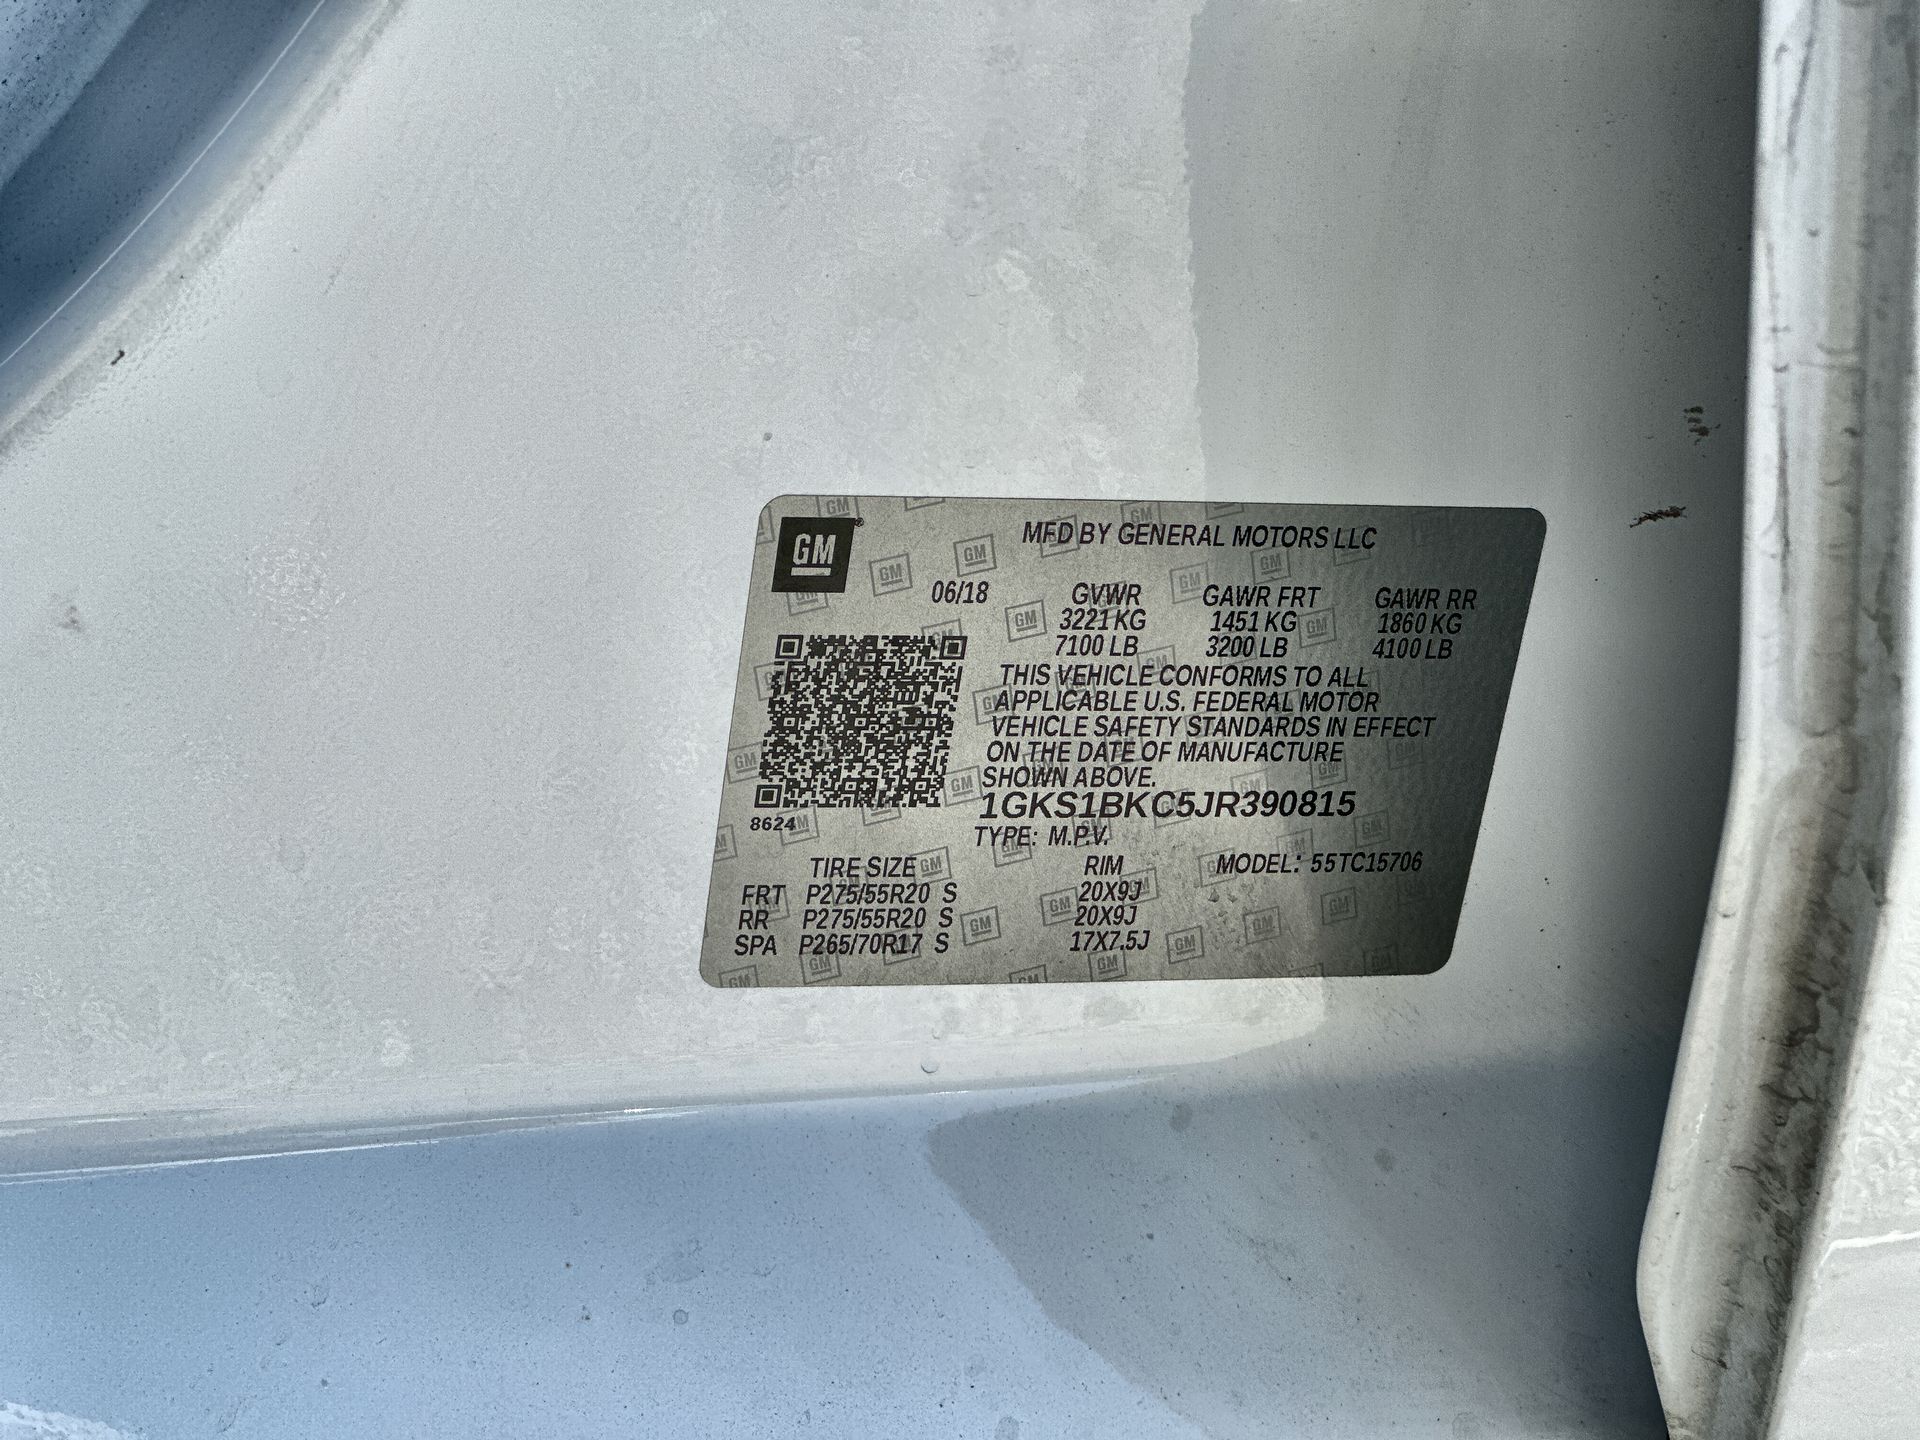 GM
MFD BY GENERAL MOTORS LLC
06/18 GVWR GAWR FRT GAWR RR
3221 KG 1451 KG 1860 KG
7100 LB 3200 LB 4100 LB
THIS VEHICLE CONFORMS TO ALL
APPLICABLE U.S. FEDERAL MOTOR
VEHICLE SAFETY STANDARDS IN EFFECT
ON THE DATE OF MANUFACTURE
SHOWN ABOVE.
1GKS1BKC5JR390815
8624
TYPE: M.P.V.
TIRE SIZE RIM MODEL: 55TC15706
FRT P275/55R20 S 20X9J
RR P275/55R20 S 20X9J
SPA P265/70R17 S 17X7.5J